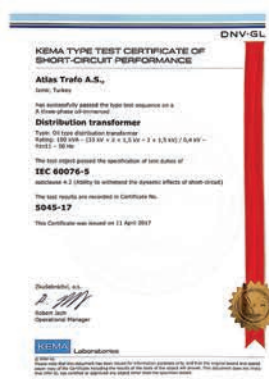 DNV·GL
KEMA TYPE TEST CERTIFICATE OF
SHORT-CIRCUIT PERFORMANCE
Atlas Trafo A.S.,
Izmir, Turkey
has successfully passed the type test sequence on a
three-phase oil-immersed
Distribution transformer
Type: Oil type distribution transformer
Rating: 100 kVA - (33 kV + 2 × 1,5 kV - 2 × 1,5 kV) / 0,4 kV -
50 Hz
The test object passed the specification of test duties of
IEC 60076-5
subclause 4.2 (Ability to withstand the dynamic effects of short-circuit)
The test results are recorded in Certificate No.
5045-17
This Certificate was issued on 11 April 2017
Zkušebnictví, a.s.
Operational Manager
KEMA Laboratories